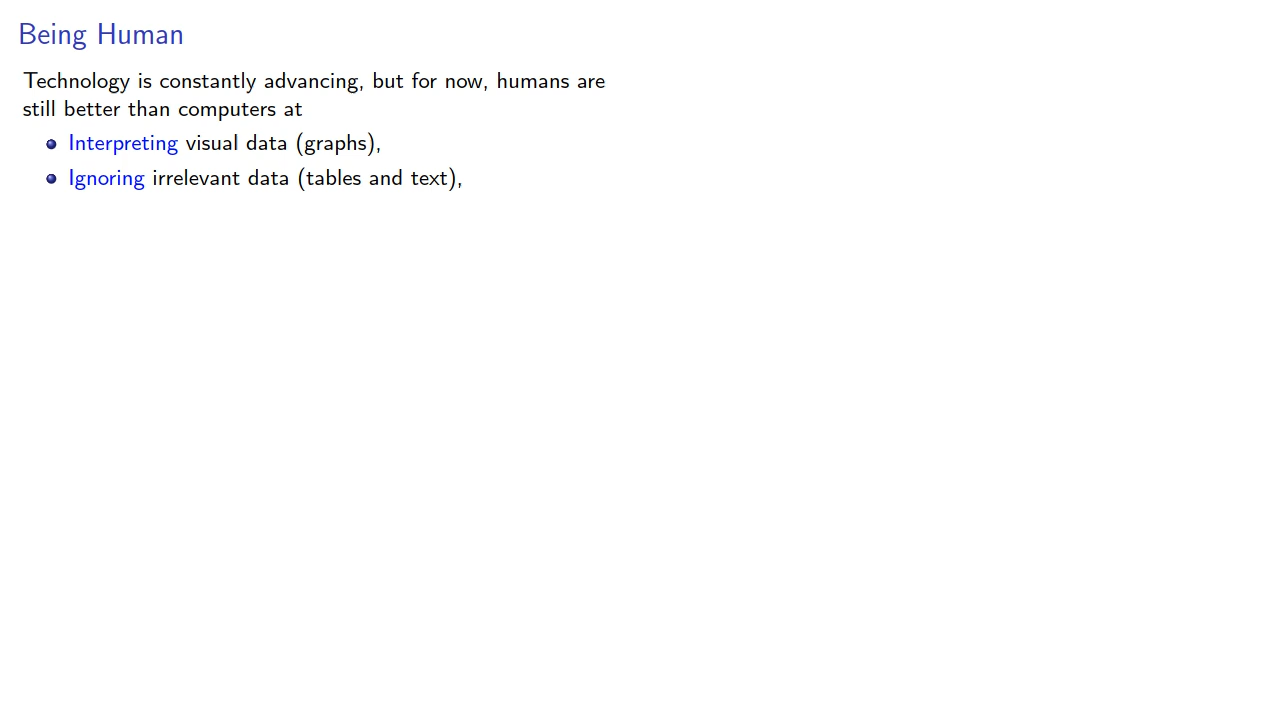 Being Human
Technology is constantly advancing, but for now, humans are
still better than computers at
Interpreting visual data (graphs),
Ignoring irrelevant data (tables and text),